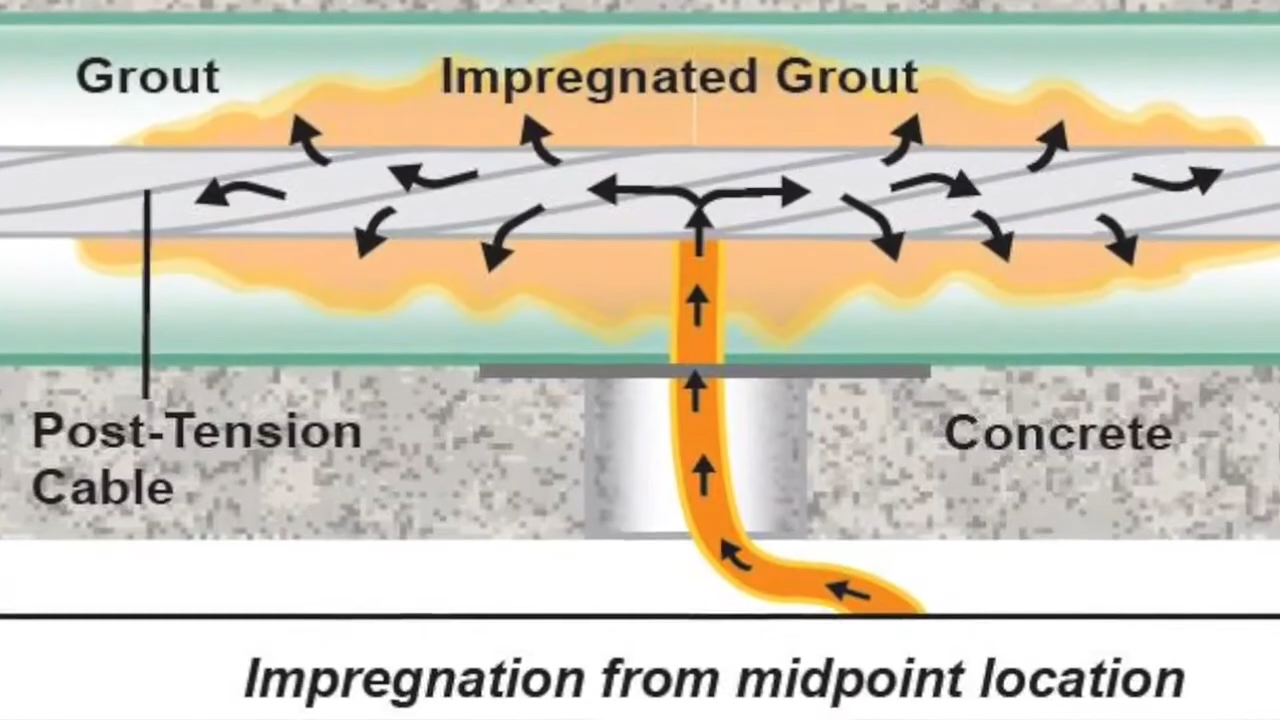 Grout
Impregnated Grout
Post-Tension
Cable
Concrete
Impregnation from midpoint location